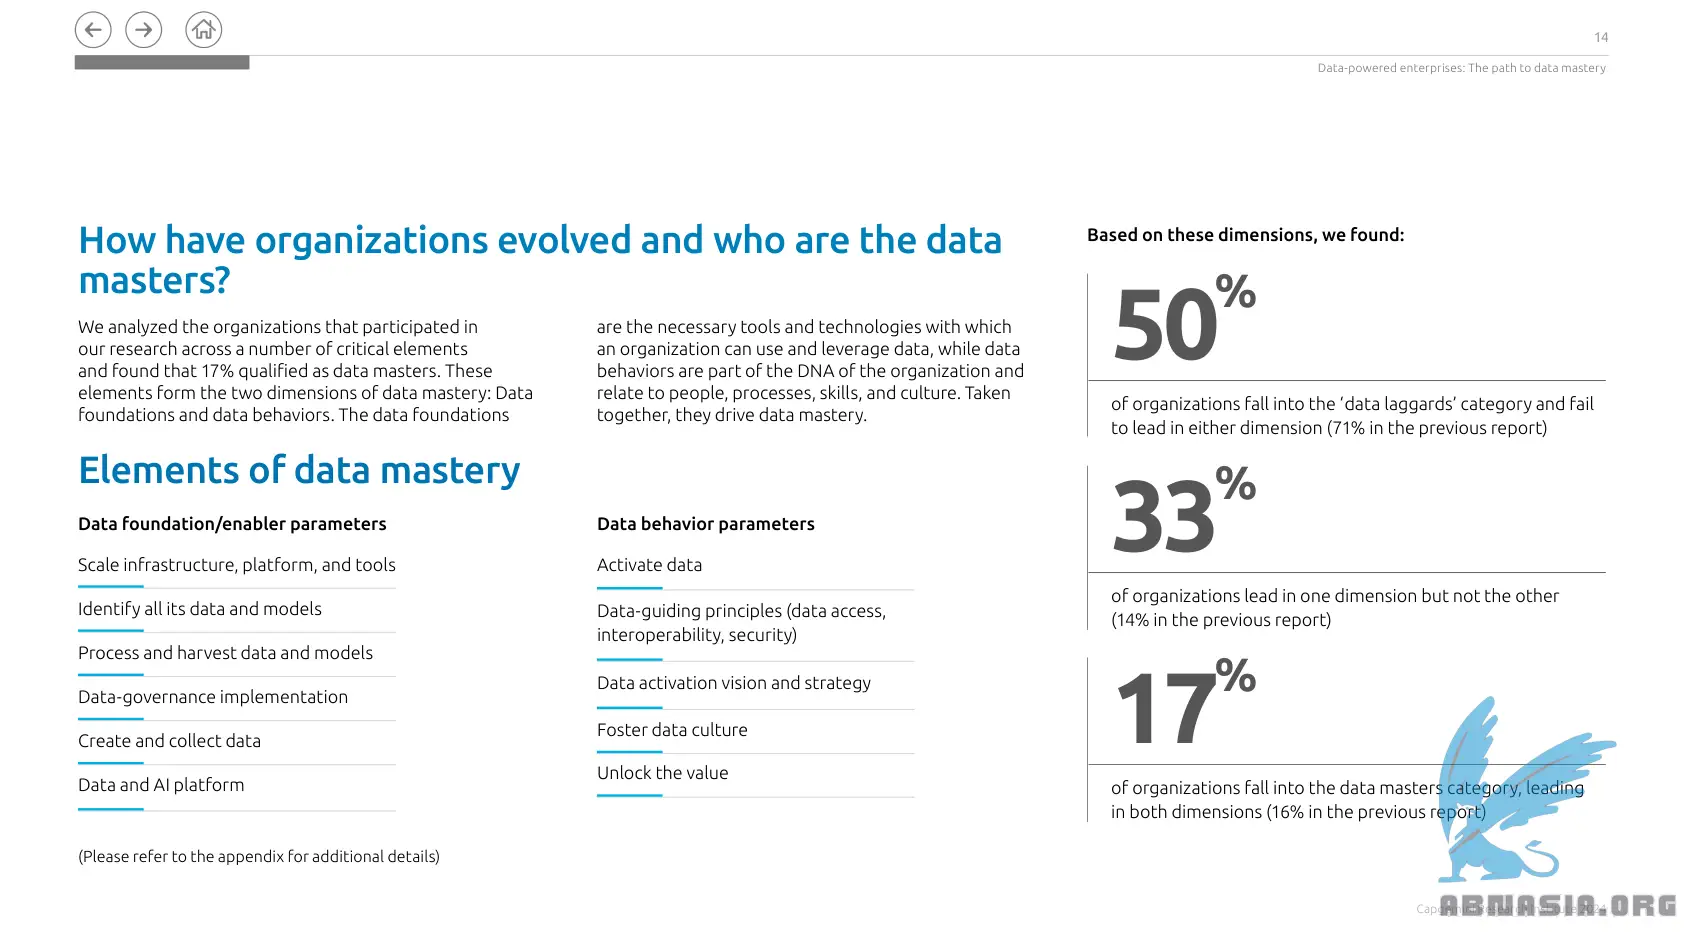 14
Data-powered enterprises: The path to data mastery
How have organizations evolved and who are the data
masters?
We analyzed the organizations that participated in
our research across a number of critical elements
and found that 17% qualified as data masters. These
elements form the two dimensions of data mastery: Data
foundations and data behaviors. The data foundations
are the necessary tools and technologies with which
an organization can use and leverage data, while data
behaviors are part of the DNA of the organization and
relate to people, processes, skills, and culture. Taken
together, they drive data mastery.
Elements of data mastery
Data foundation/enabler parameters
Scale infrastructure, platform, and tools
Identify all its data and models
Process and harvest data and models
Data-governance implementation
Create and collect data
Data and AI platform
(Please refer to the appendix for additional details)
Data behavior parameters
Activate data
Data-guiding principles (data access,
interoperability, security)
Data activation vision and strategy
Foster data culture
Unlock the value
Based on these dimensions, we found:
50%
of organizations fall into the ‘data laggards’ category and fail
to lead in either dimension (71% in the previous report)
33%
of organizations lead in one dimension but not the other
(14% in the previous report)
17%
of organizations fall into the data masters category, leading
in both dimensions (16% in the previous report)
ABNASIA.ORG